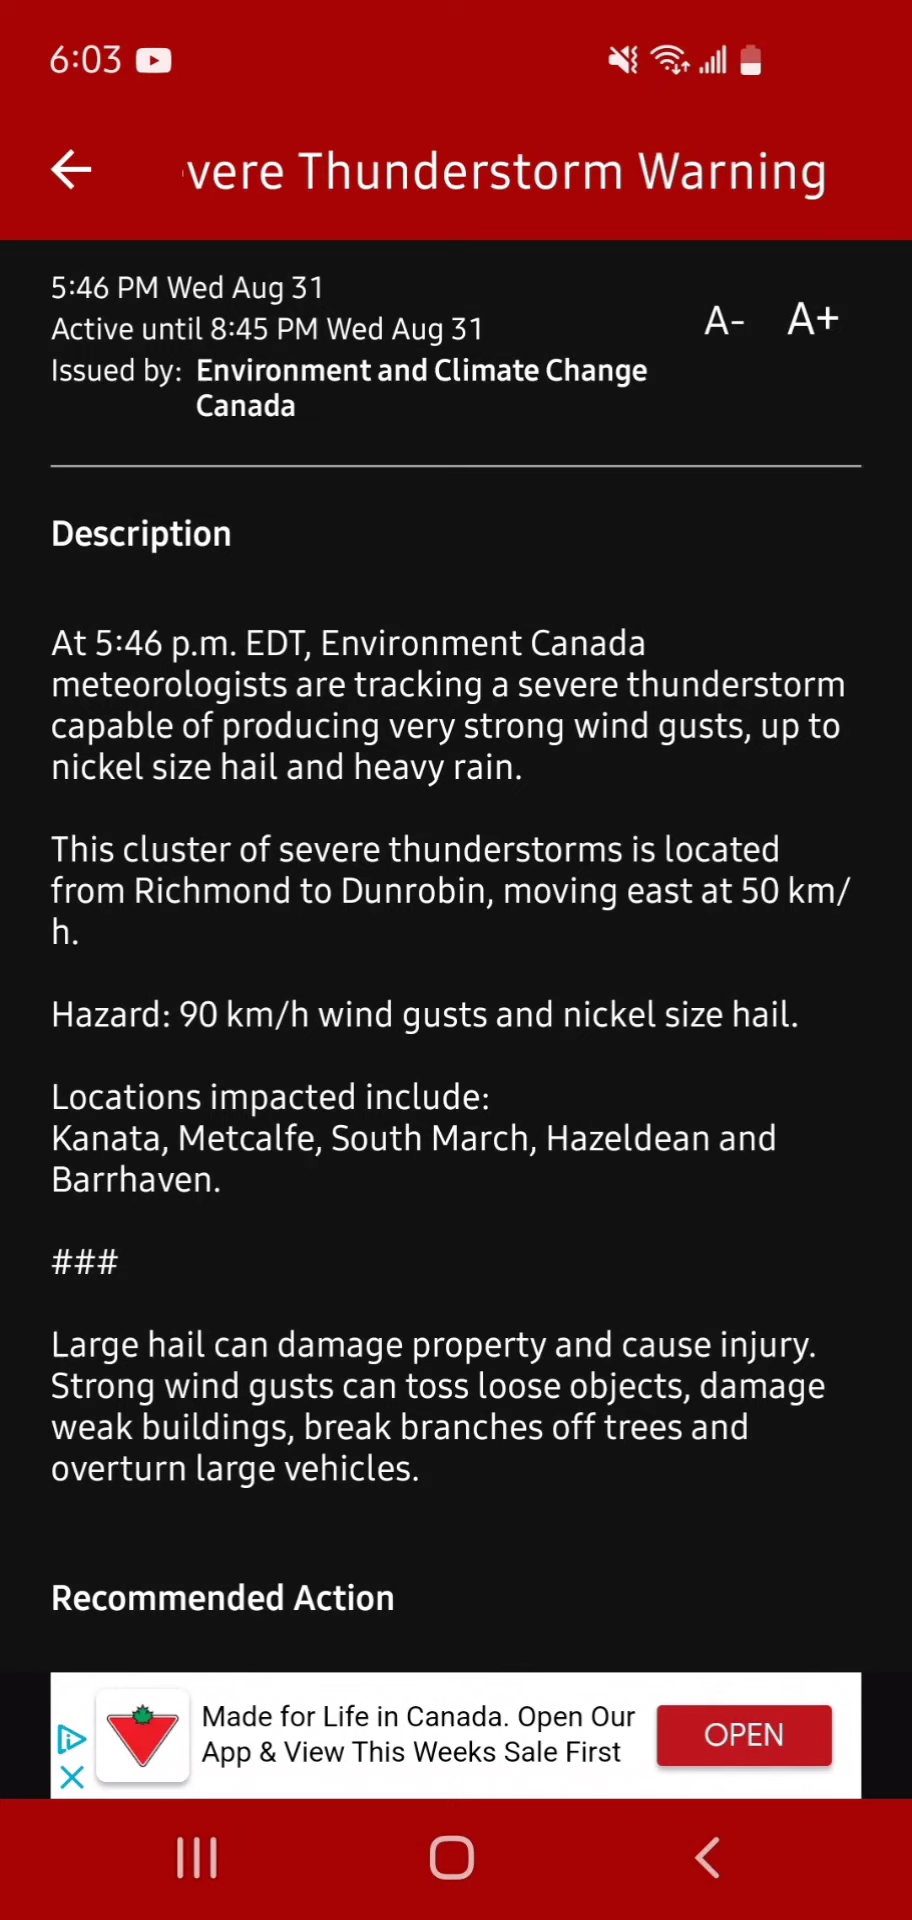 6:03
vere Thunderstorm Warning
5:46 PM Wed Aug 31
Active until 8:45 PM Wed Aug 31
A- A+
Issued by: Environment and Climate Change
Canada
Description
At 5:46 p.m. EDT, Environment Canada
meteorologists are tracking a severe thunderstorm
capable of producing very strong wind gusts, up to
nickel size hail and heavy rain.
This cluster of severe thunderstorms is located
from Richmond to Dunrobin, moving east at 50 km/
h.
Hazard: 90 km/h wind gusts and nickel size hail.
Locations impacted include:
Kanata, Metcalfe, South March, Hazeldean and
Barrhaven.
###
Large hail can damage property and cause injury.
Strong wind gusts can toss loose objects, damage
weak buildings, break branches off trees and
overturn large vehicles.
Recommended Action
Made for Life in Canada. Open Our
App & View This Weeks Sale First
OPEN